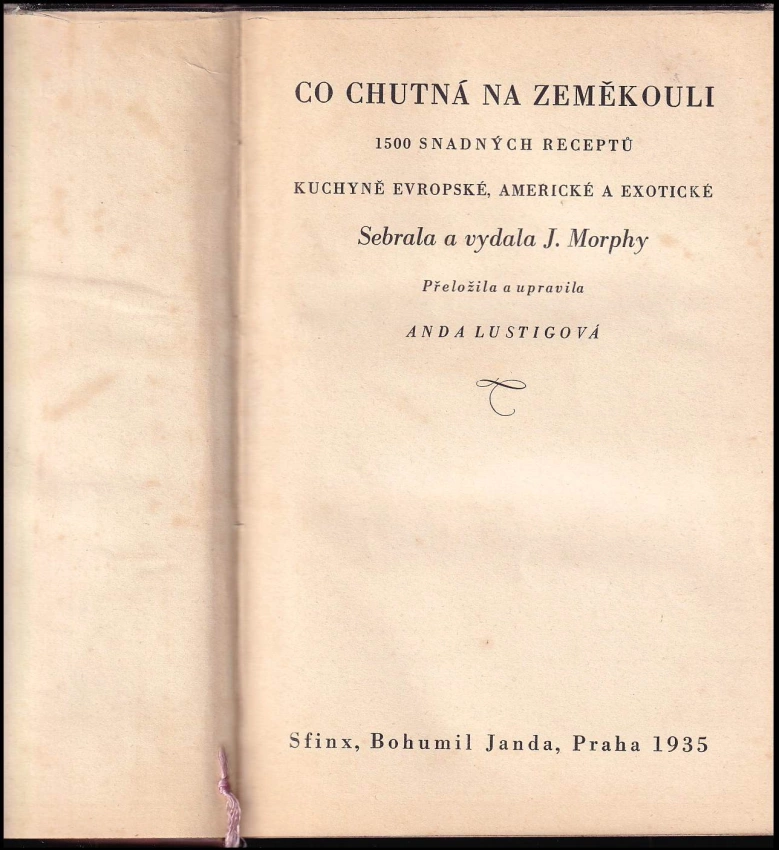 CO CHUTNÁ NA ZEMĚKOULI
1500 SNADNÝCH RECEPTŮ
KUCHYNĚ EVROPSKÉ, AMERICKÉ A EXOTICKÉ
Sebrala a vydala J. Morphy
Přeložila a upravila
ANDA LUSTIGOVÁ
Sfinx, Bohumil Janda, Praha 1935